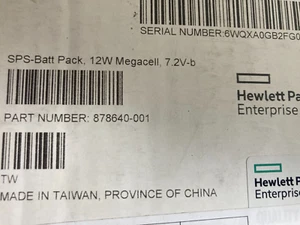 SERIAL NUMBER:6WQXA0GB2FG0
SPS-Batt Pack, 12W Megacell, 7.2V-b
Hewlett Pa
Enterprise
PART NUMBER: 878640-001
TW
MADE IN TAIWAN, PROVINCE OF CHINA
Hewlett Pa
Enterpris